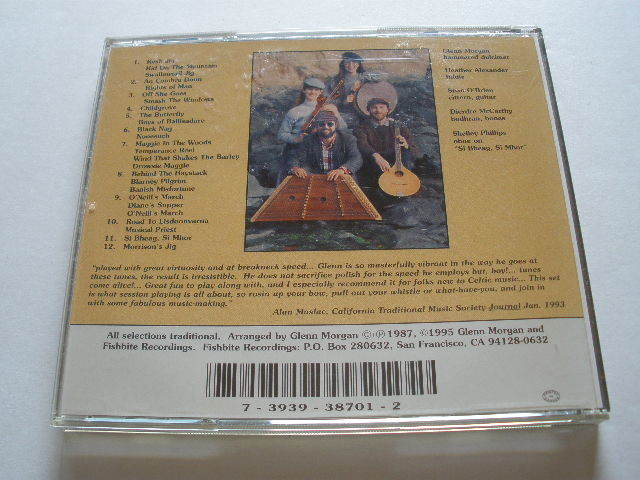 1. Kesh Jig
Kid On The Mountain
Swallowtail Jig
2. An Comhra Donn
Rights of Man
3. Off She Goes
Smash The Windows
4. Childgrove
5. The Butterfly
Boys of Ballisadare
6. Black Nag
Nonesuch
7. Maggie In The Woods
Temperance Reel
Wind That Shakes The Barley
Drowsie Maggie
8. Behind The Haystack
Blarney Pilgrim
Banish Misfortune
9. O'Neill's March
Diane's Supper
O'Neill's March
10. Road To Lisdoonvarna
Musical Priest
11. Si Bheag, Si Mhor
12. Morrison's Jig
Glenn Morgan
hammered dulcimer
Heather Alexander
fiddle
Sean O'Brien
cittern, guitar
Dierdre McCarthy
bodhran, bones
Shelley Phillips
oboe on
"Si Bheag, Si Mhor"
"played with great virtuosity and at breakneck speed... Glenn is so masterfully vibrant in the way he goes at
these tunes, the result is irresistible. He does not sacrifice polish for the speed he employs but, boy!... tunes
come alive!... Great fun to play along with, and I especially recommend it for folks new to Celtic music... This set
is what session playing is all about, so rosin up your bow, pull out your whistle or what-have-you, and join in
with some fabulous music-making."
Alan Moslac, California Traditional Music Society Journal Jan. 1993
All selections traditional. Arranged by Glenn Morgan ©℗1987, ©1995 Glenn Morgan and
Fishbite Recordings. Fishbite Recordings: P.O. Box 280632, San Francisco, CA 94128-0632
7 - 3939 - 38701 - 2